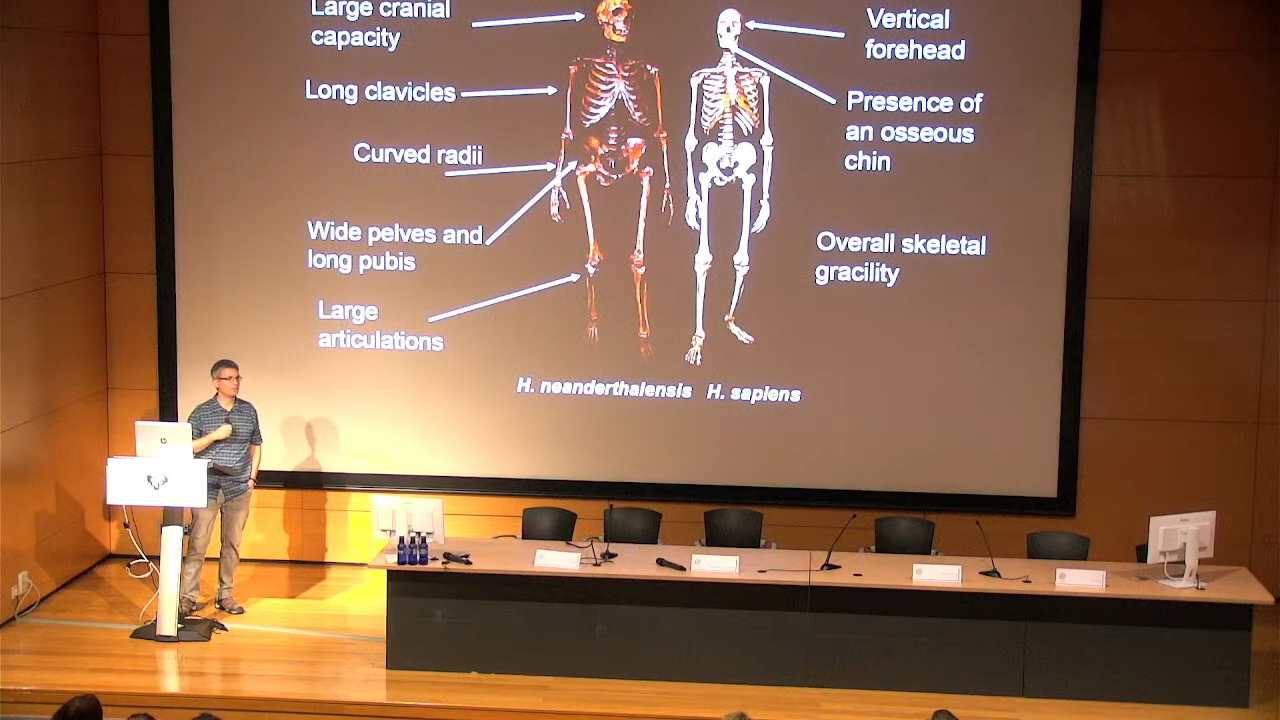 Large cranial
capacity
Long clavicles
Curved radii
Wide pelves and
long pubis
Large
articulations
Vertical
forehead
Presence of
an osseous
chin
Overall skeletal
gracility
H. neanderthalensis H. sapiens